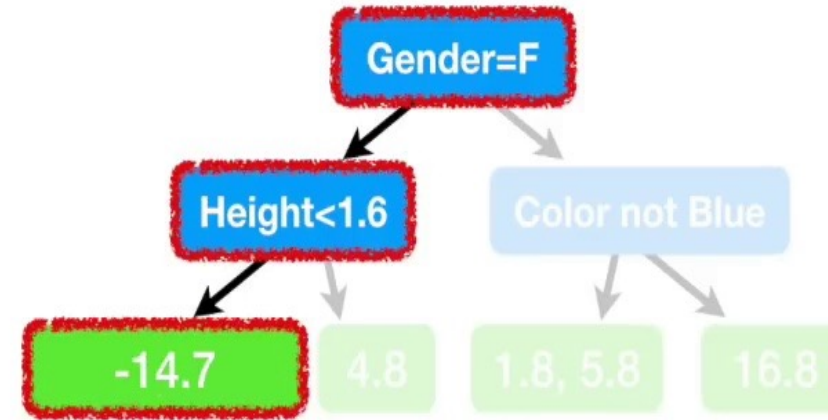 Gender=F
Height<1.6
Color not Blue
-14.7
4.8
1.8, 5.8
16.8